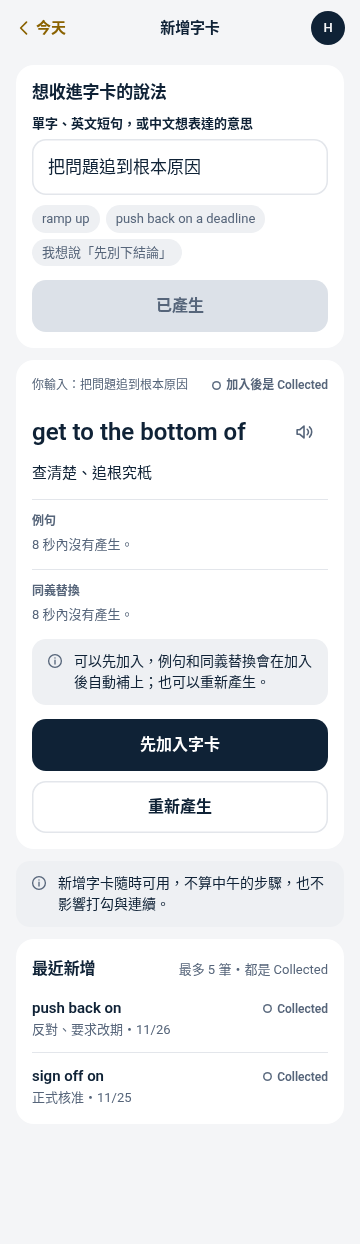 今天
新增字卡
H
想收進字卡的說法
單字、英文短句，或中文想表達的意思
把問題追到根本原因
ramp up
push back on a deadline
我想說「先別下結論」
已產生
你輸入：把問題追到根本原因
加入後是 Collected
get to the bottom of
查清楚、追根究柢
例句
8 秒內沒有產生。
同義替換
8 秒內沒有產生。
可以先加入，例句和同義替換會在加入
後自動補上；也可以重新產生。
先加入字卡
重新產生
新增字卡隨時可用，不算中午的步驟，也不
影響打勾與連續。
最近新增
最多 5 筆・都是 Collected
push back on
Collected
反對、要求改期・11/26
sign off on
Collected
正式核准・11/25